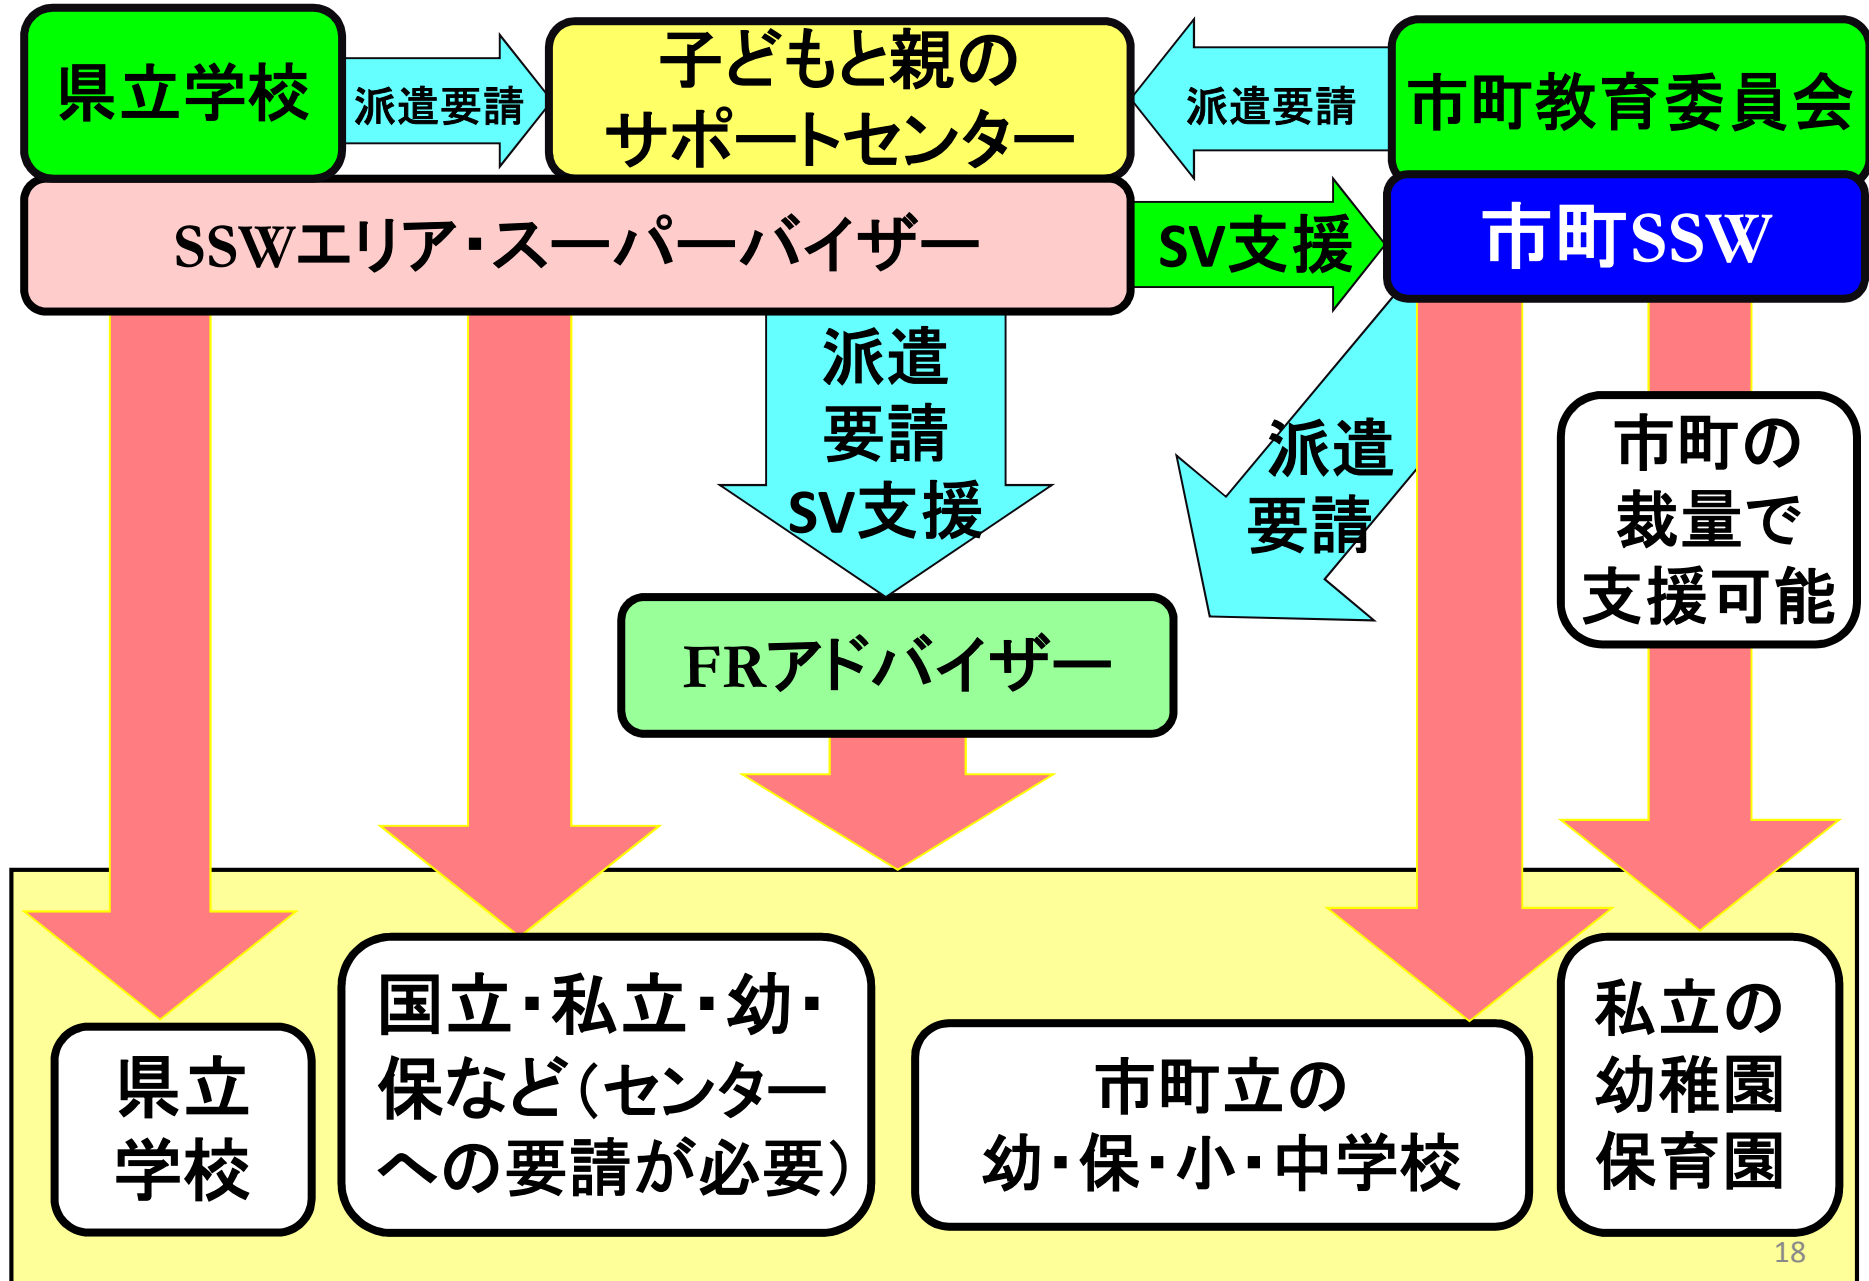 県立学校
派遣要請
子どもと親の
サポートセンター
派遣要請
市町教育委員会
SSWエリア・スーパーバイザー
SV支援
市町SSW
派遣
要請
SV支援
派遣
要請
市町の
裁量で
支援可能
FRアドバイザー
県立
学校
国立・私立・幼・
保など（センター
への要請が必要）
市町立の
幼・保・小・中学校
私立の
幼稚園
保育園
18